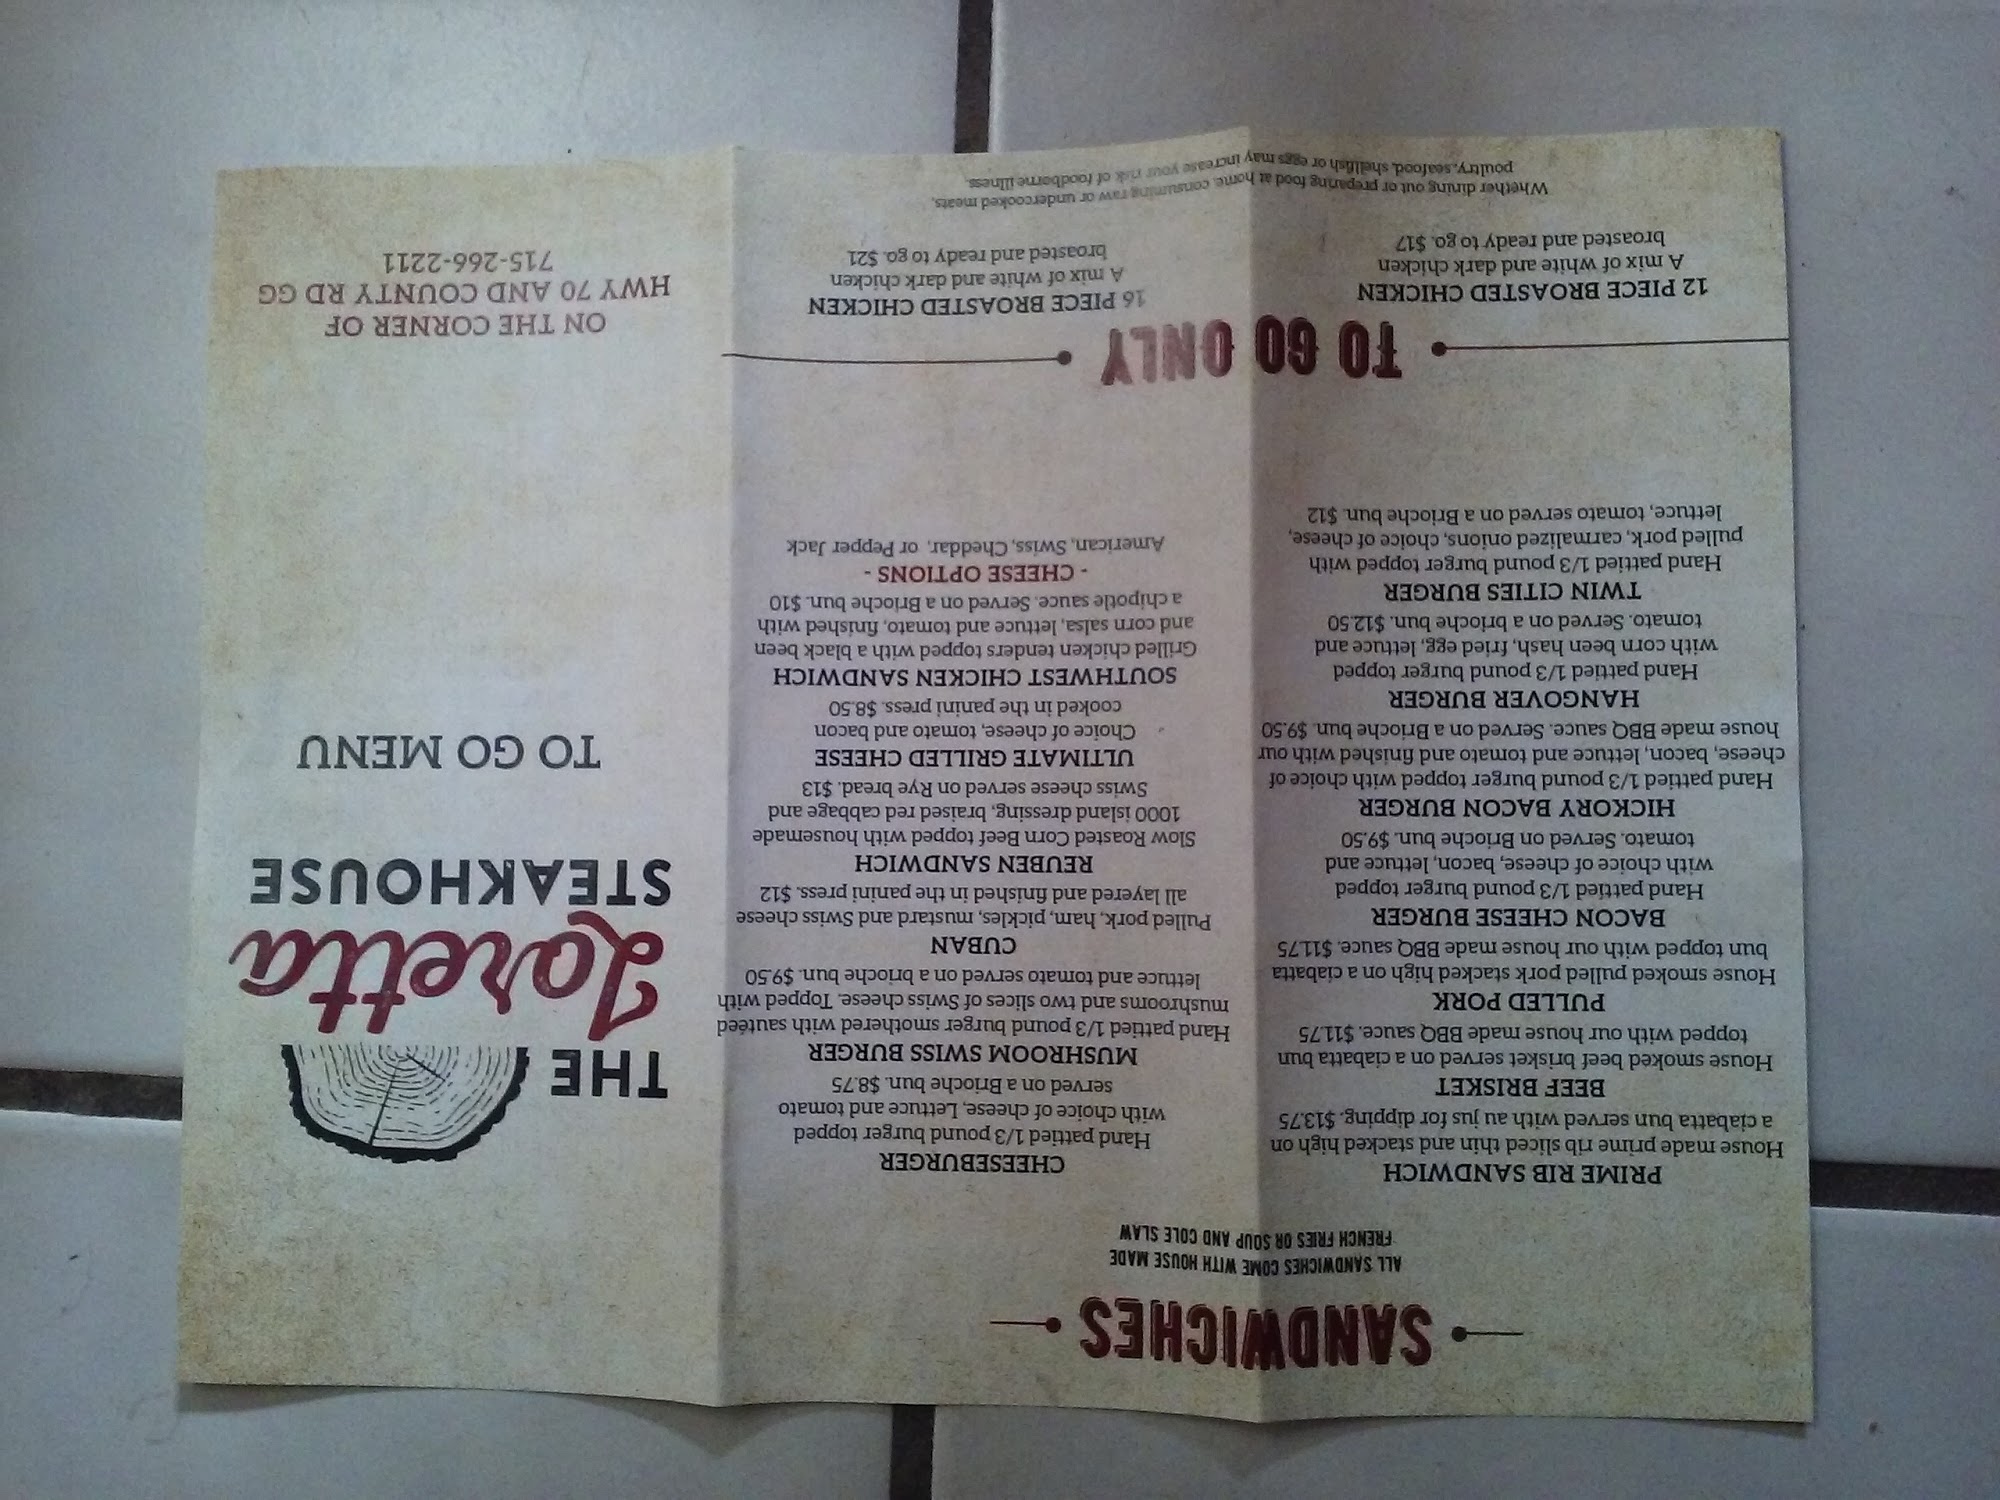 SANDWICHES
ALL SANDWICHES COME WITH HOUSE MADE
FRENCH FRIES OR SOUP AND COLE SLAW
PRIME RIB SANDWICH
House made prime rib sliced thin and stacked high on
a ciabatta bun served with au jus for dipping. $13.75
BEEF BRISKET
House smoked beef brisket served on a ciabatta bun
topped with our house made BBQ sauce. $11.75
PULLED PORK
House smoked pulled pork stacked high on a ciabatta
bun topped with our house made BBQ sauce. $11.75
BACON CHEESE BURGER
Hand pattied 1/3 pound burger topped
with choice of cheese, bacon, lettuce and
tomato. Served on Brioche bun. $9.50
HICKORY BACON BURGER
Hand pattied 1/3 pound burger topped with choice of
cheese, bacon, lettuce and tomato and finished with our
house made BBQ sauce. Served on a Brioche bun. $9.50
HANGOVER BURGER
Hand pattied 1/3 pound burger topped
with corn been hash, fried egg, lettuce and
tomato. Served on a brioche bun. $12.50
TWIN CITIES BURGER
Hand pattied 1/3 pound burger topped with
pulled pork, carmalized onions, choice of cheese,
lettuce, tomato served on a Brioche bun. $12
CHEESEBURGER
Hand pattied 1/3 pound burger topped
with choice of cheese, Lettuce and tomato
served on a Brioche bun. $8.75
MUSHROOM SWISS BURGER
Hand pattied 1/3 pound burger smothered with sautéed
mushrooms and two slices of Swiss cheese. Topped with
lettuce and tomato served on a brioche bun. $9.50
CUBAN
Pulled pork, ham, pickles, mustard and Swiss cheese
all layered and finished in the panini press. $12
REUBEN SANDWICH
Slow Roasted Corn Beef topped with housemade
1000 island dressing, braised red cabbage and
Swiss cheese served on Rye bread. $13
ULTIMATE GRILLED CHEESE
Choice of cheese, tomato and bacon
cooked in the panini press. $8.50
SOUTHWEST CHICKEN SANDWICH
Grilled chicken tenders topped with a black been
and corn salsa, lettuce and tomato, finished with
a chipotle sauce. Served on a Brioche bun. $10
- CHEESE OPTIONS -
American, Swiss, Cheddar, or Pepper Jack
TO GO ONLY
12 PIECE BROASTED CHICKEN
A mix of white and dark chicken
broasted and ready to go. $17
16 PIECE BROASTED CHICKEN
A mix of white and dark chicken
broasted and ready to go. $21
Whether dining out or preparing food at home, consuming raw or undercooked meats,
poultry, seafood, shellfish or eggs may increase your risk of foodborne illness.
THE
Loretta
STEAKHOUSE
TO GO MENU
ON THE CORNER OF
HWY 70 AND COUNTY RD GG
715-266-2211